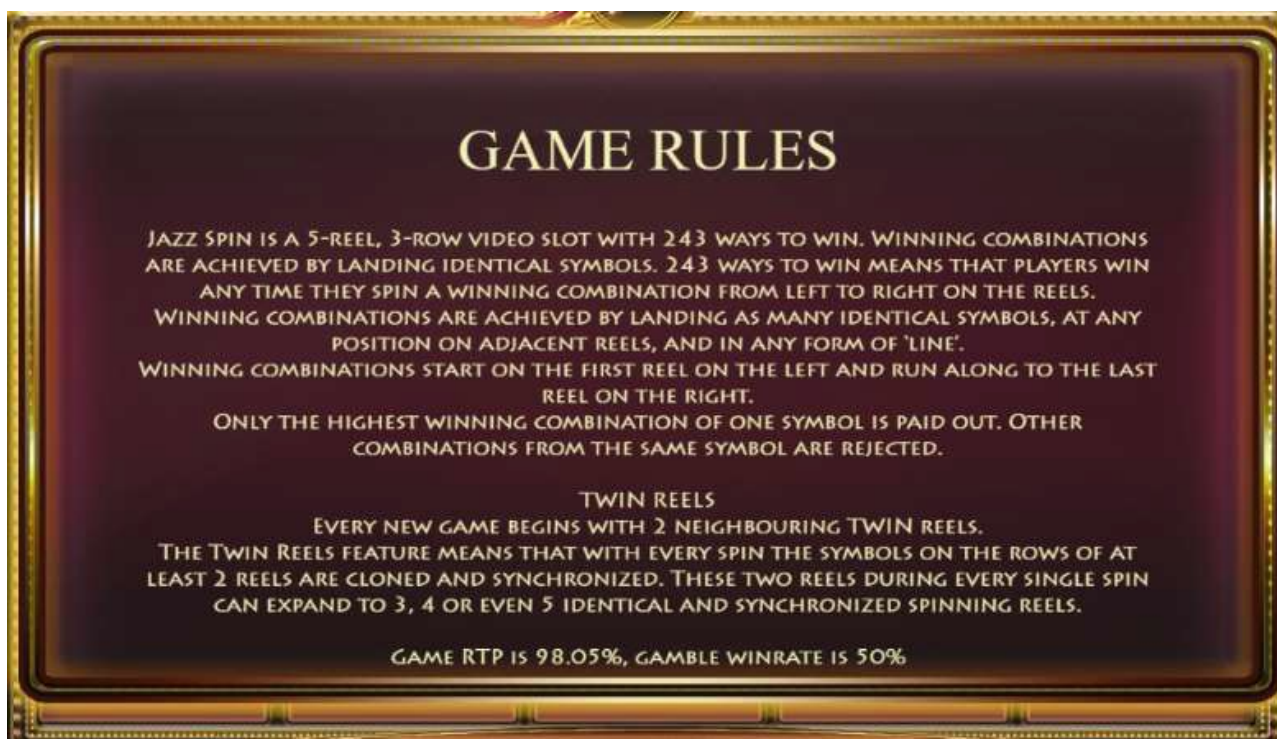 GAME RULES
JAZZ SPIN IS A 5-REEL, 3-ROW VIDEO SLOT WITH 243 WAYS TO WIN. WINNING COMBINATIONS
ARE ACHIEVED BY LANDING IDENTICAL SYMBOLS. 243 WAYS TO WIN MEANS THAT PLAYERS WIN
ANY TIME THEY SPIN A WINNING COMBINATION FROM LEFT TO RIGHT ON THE REELS.
WINNING COMBINATIONS ARE ACHIEVED BY LANDING AS MANY IDENTICAL SYMBOLS, AT ANY
POSITION ON ADJACENT REELS, AND IN ANY FORM OF 'LINE'.
WINNING COMBINATIONS START ON THE FIRST REEL ON THE LEFT AND RUN ALONG TO THE LAST
REEL ON THE RIGHT.
ONLY THE HIGHEST WINNING COMBINATION OF ONE SYMBOL IS PAID OUT. OTHER
COMBINATIONS FROM THE SAME SYMBOL ARE REJECTED.
TWIN REELS
EVERY NEW GAME BEGINS WITH 2 NEIGHBOURING TWIN REELS.
THE TWIN REELS FEATURE MEANS THAT WITH EVERY SPIN THE SYMBOLS ON THE ROWS OF AT
LEAST 2 REELS ARE CLONED AND SYNCHRONIZED. THESE TWO REELS DURING EVERY SINGLE SPIN
CAN EXPAND TO 3, 4 OR EVEN 5 IDENTICAL AND SYNCHRONIZED SPINNING REELS.
GAME RTP IS 98.05%, GAMBLE WINRATE IS 50%